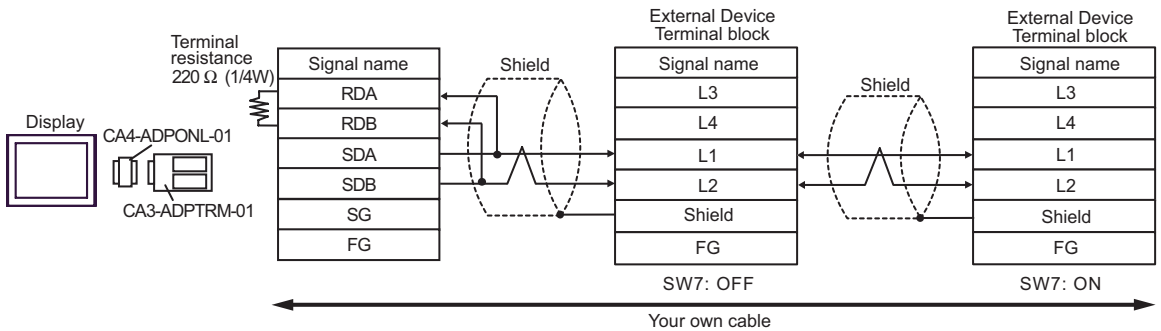 Display
CA4-ADPONL-01
CA3-ADPTRM-01
Terminal
resistance
220 Ω (1/4W)
Signal name
RDA
RDB
SDA
SDB
SG
FG
Shield
External Device
Terminal block
Signal name
L3
L4
L1
L2
Shield
FG
SW7: OFF
Shield
External Device
Terminal block
Signal name
L3
L4
L1
L2
Shield
FG
SW7: ON
Your own cable